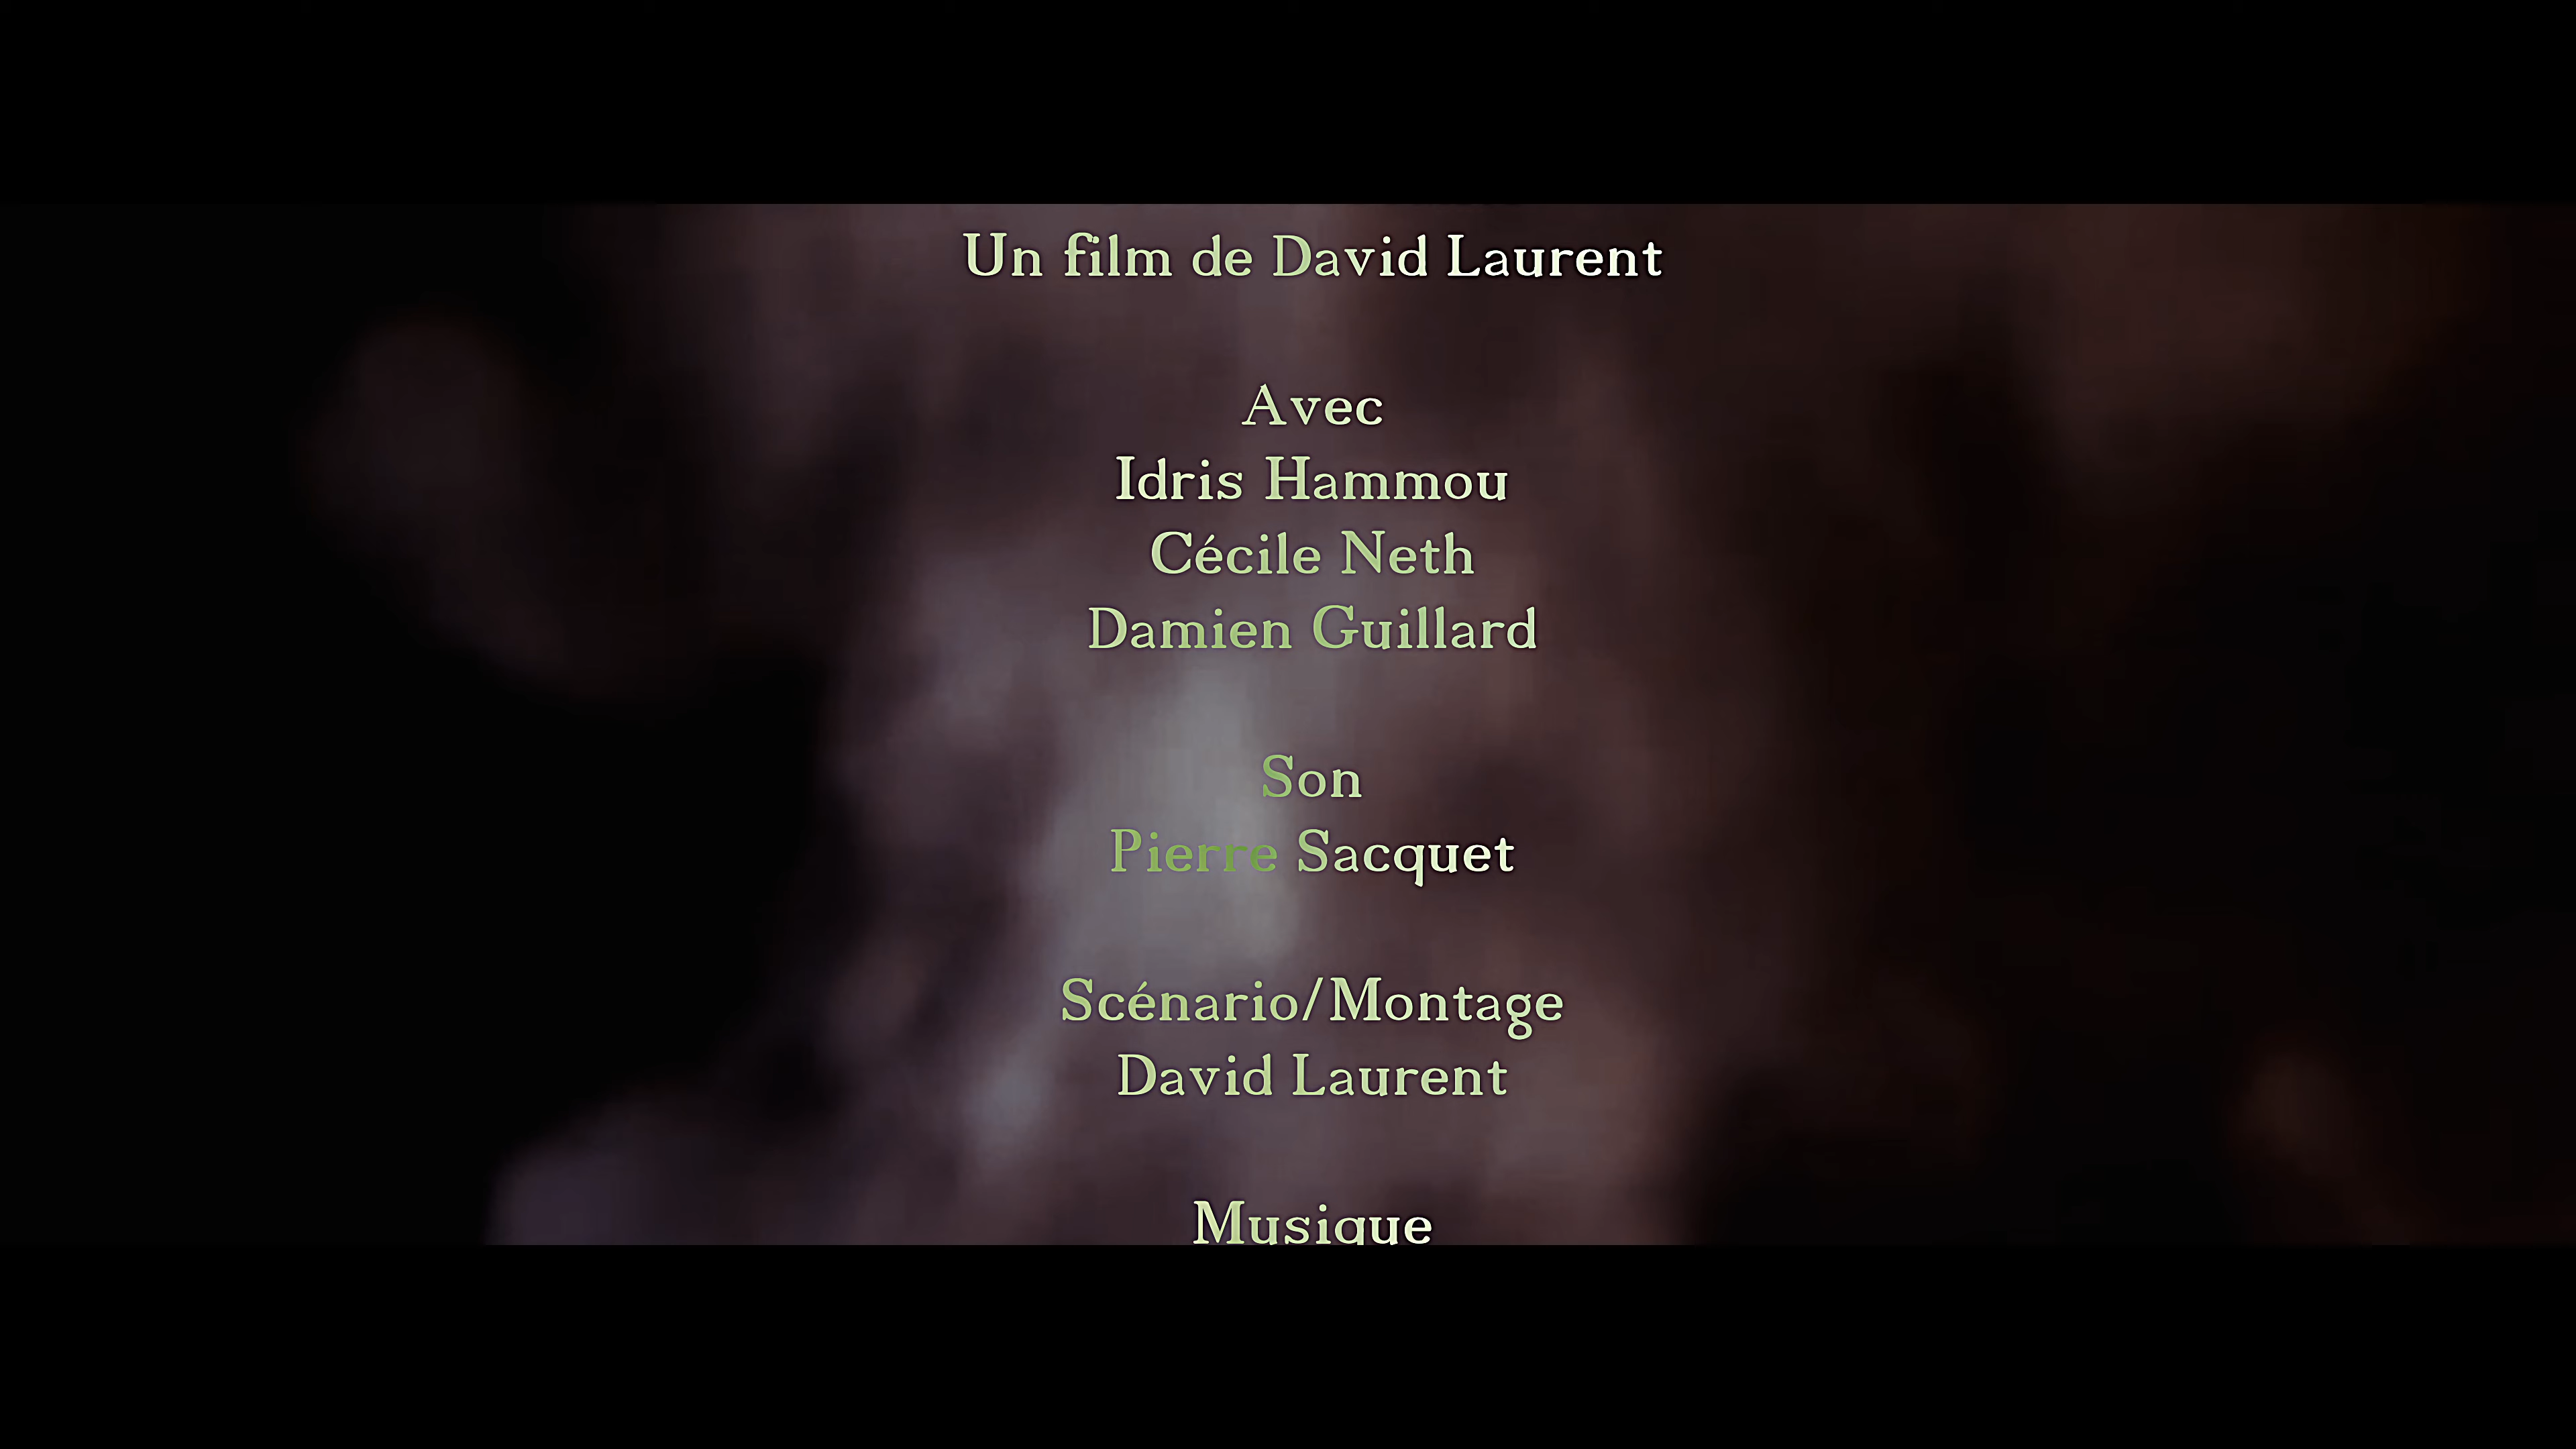 Un film de David Laurent
Avec
Idris Hammou
Cécile Neth
Damien Guillard
Son
Pierre Sacquet
Scénario/Montage
David Laurent
Musique